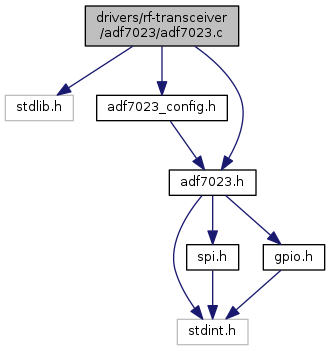 drivers/rf-transceiver
/adf7023/adf7023.c
stdlib.h
adf7023_config.h
adf7023.h
spi.h
gpio.h
stdint.h